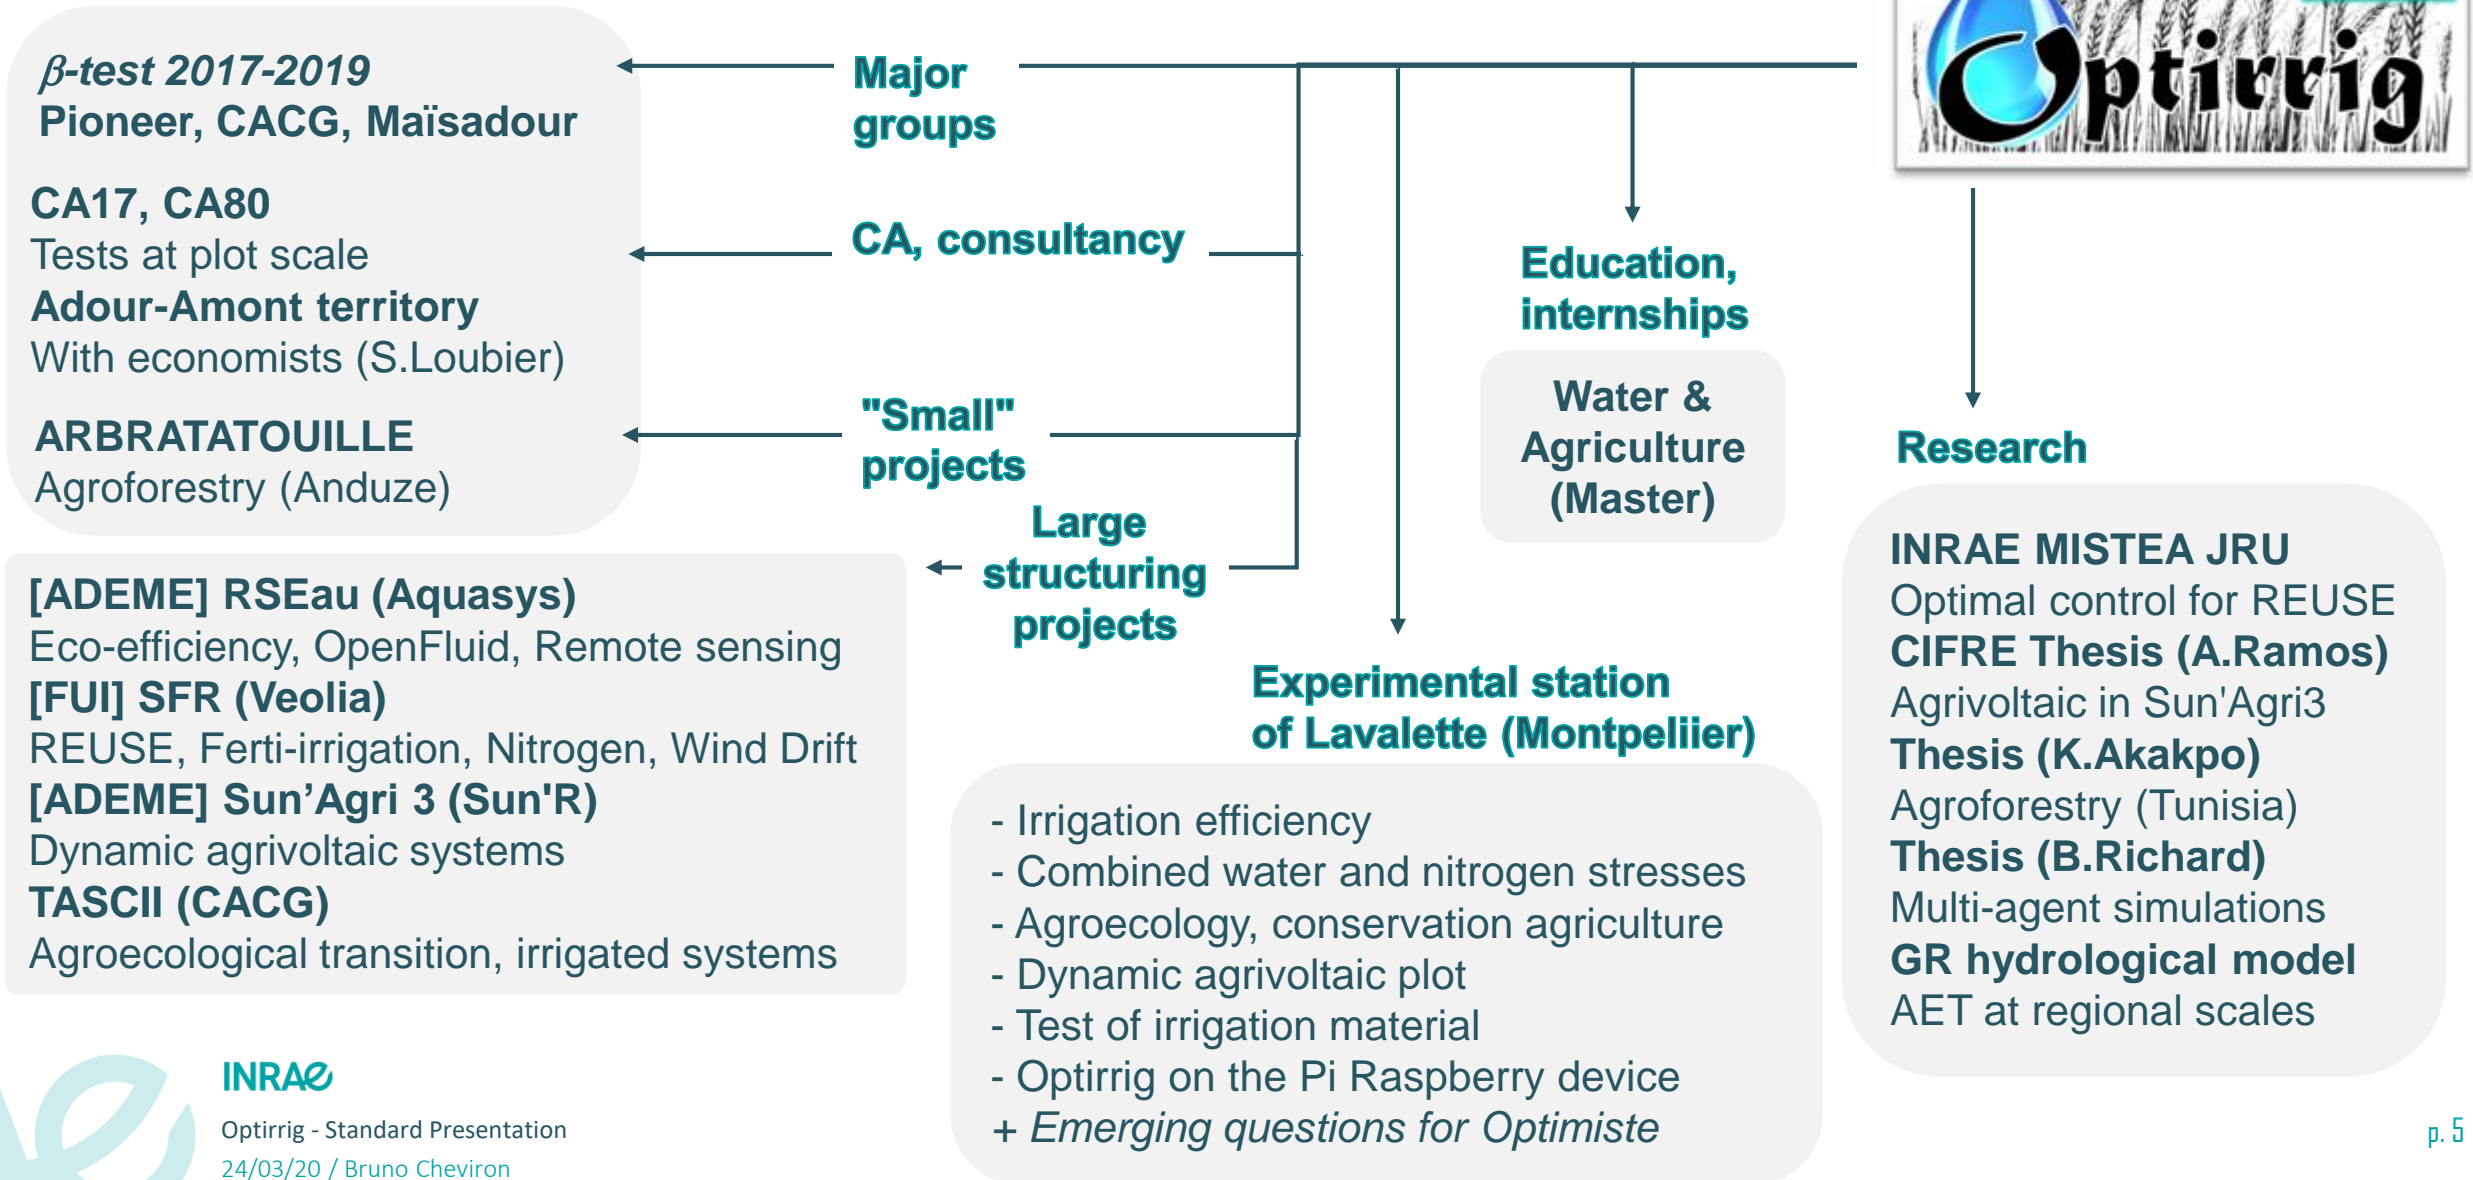 β-test 2017-2019
Pioneer, CACG, Maïsadour
CA17, CA80
Tests at plot scale
Adour-Amont territory
With economists (S.Loubier)
ARBRATATOUILLE
Agroforestry (Anduze)
[ADEME] RSEau (Aquasys)
Eco-efficiency, OpenFluid, Remote sensing
[FUI] SFR (Veolia)
REUSE, Ferti-irrigation, Nitrogen, Wind Drift
[ADEME] Sun’Agri 3 (Sun'R)
Dynamic agrivoltaic systems
TASCII (CACG)
Agroecological transition, irrigated systems
Major
groups
CA, consultancy
"Small"
projects
Large
structuring
projects
Experimental station
of Lavalette (Montpeliier)
- Irrigation efficiency
- Combined water and nitrogen stresses
- Agroecology, conservation agriculture
- Dynamic agrivoltaic plot
- Test of irrigation material
- Optirrig on the Pi Raspberry device
+ Emerging questions for Optimiste
Education,
internships
Water &
Agriculture
(Master)
Optirrig
Research
INRAE MISTEA JRU
Optimal control for REUSE
CIFRE Thesis (A.Ramos)
Agrivoltaic in Sun'Agri3
Thesis (K.Akakpo)
Agroforestry (Tunisia)
Thesis (B.Richard)
Multi-agent simulations
GR hydrological model
AET at regional scales
INRAE
Optirrig - Standard Presentation
24/03/20 / Bruno Cheviron
p. 5